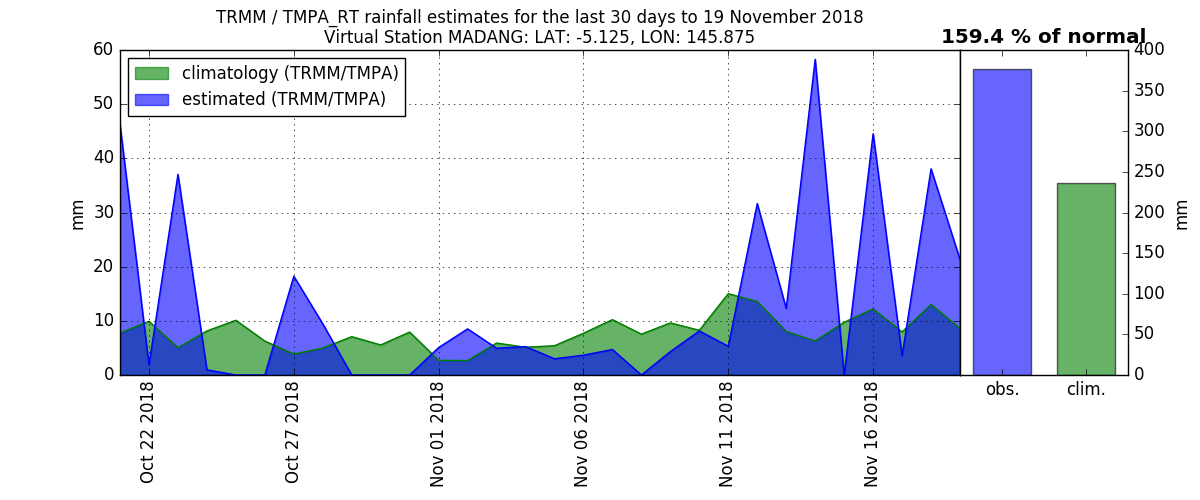 TRMM / TMPA_RT rainfall estimates for the last 30 days to 19 November 2018
Virtual Station MADANG: LAT: -5.125, LON: 145.875
159.4 % of normal
climatology (TRMM/TMPA)
estimated (TRMM/TMPA)
mm
60
50
40
30
20
10
0
Oct 22 2018
Oct 27 2018
Nov 01 2018
Nov 06 2018
Nov 11 2018
Nov 16 2018
obs.
clim.
400
350
300
250
200
150
100
50
0
mm